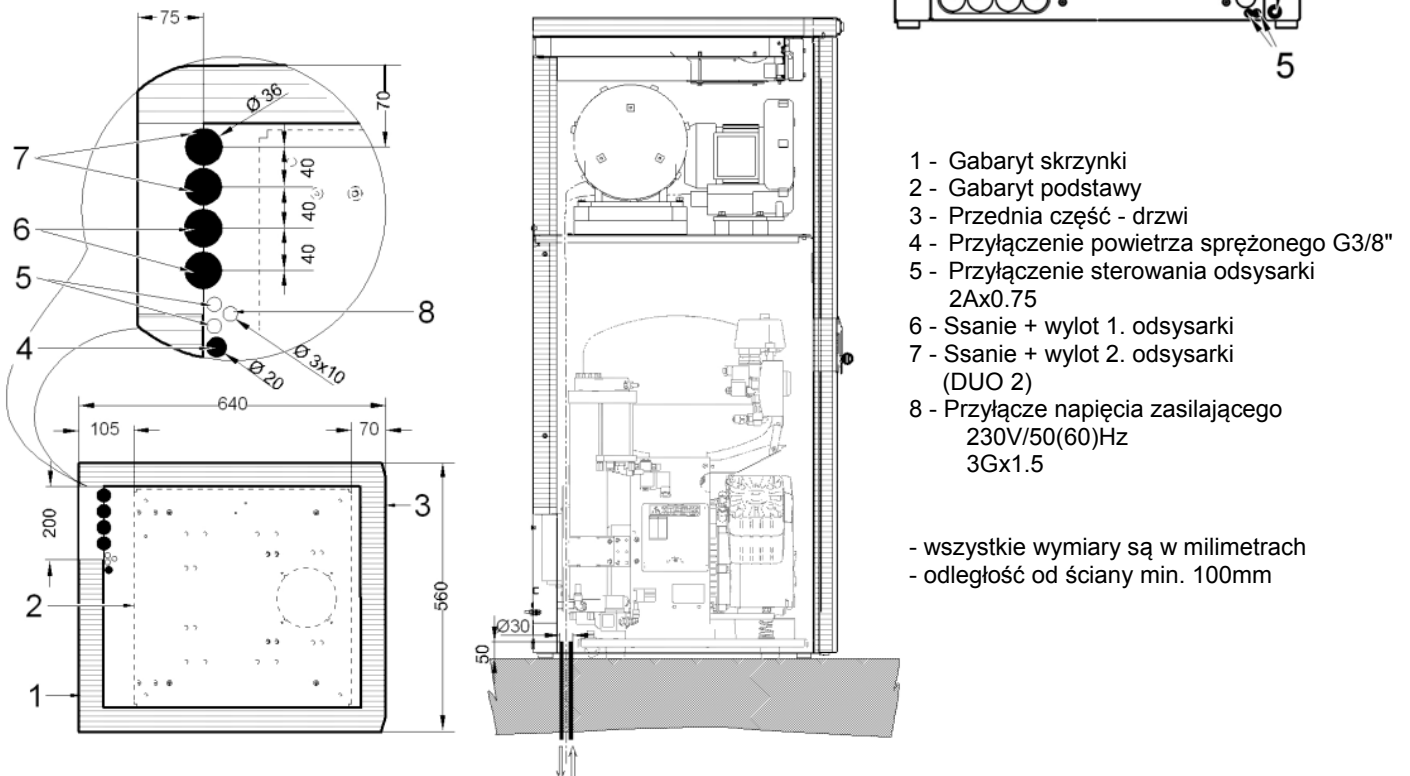 75
Ø 36
70
7
40
40
6
40
5
8
4
Ø 3x10
Ø 20
640
105
70
200
3
2
560
1
Ø30
50
5
1 - Gabaryt skrzynki
2 - Gabaryt podstawy
3 - Przednia część - drzwi
4 - Przyłączenie powietrza sprężonego G3/8"
5 - Przyłączenie sterowania odsysarki
2Ax0.75
6 - Ssanie + wylot 1. odsysarki
7 - Ssanie + wylot 2. odsysarki
(DUO 2)
8 - Przyłącze napięcia zasilającego
230V/50(60)Hz
3Gx1.5
- wszystkie wymiary są w milimetrach
- odległość od ściany min. 100mm